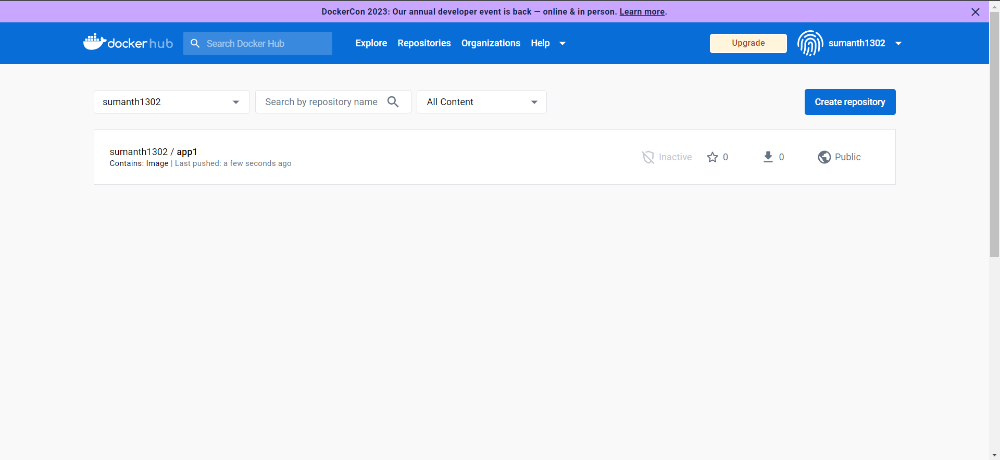 DockerCon 2023: Our annual developer event is back — online & in person. Learn more.
dockerhub Search Docker Hub Explore Repositories Organizations Help Upgrade sumanth1302
sumanth1302 Search by repository name All Content Create repository
sumanth1302 / app1
Contains: Image | Last pushed: a few seconds ago
Inactive 0 0 Public